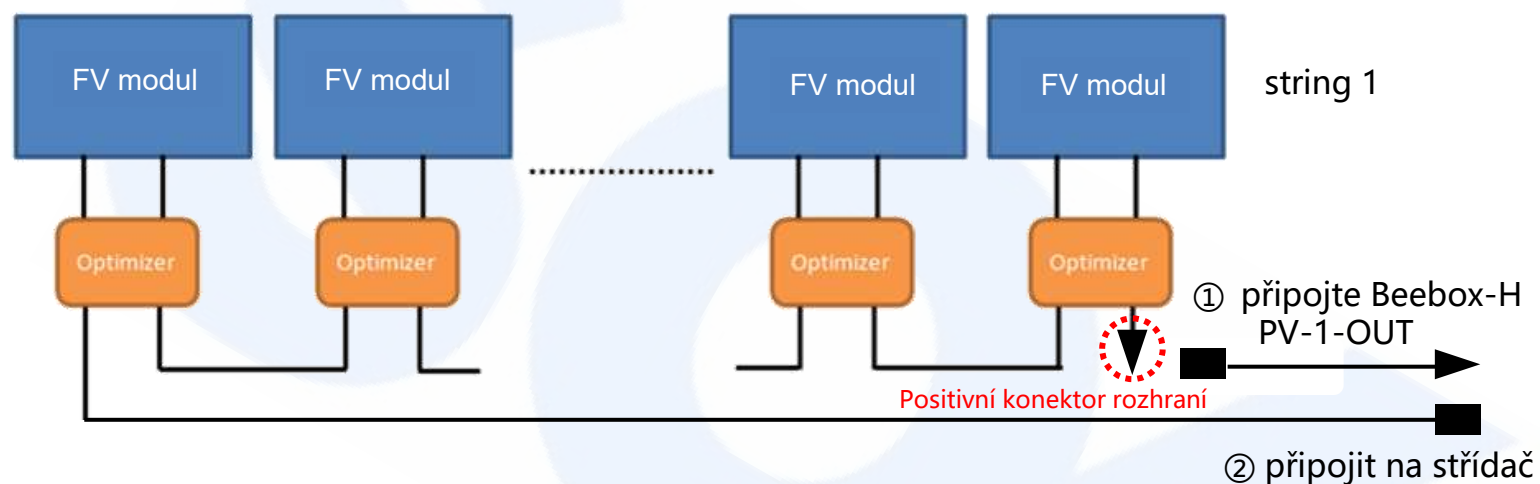 FV modul
FV modul
FV modul
FV modul
string 1
Optimizer
Optimizer
Optimizer
Optimizer
① připojte Beebox-H
PV-1-OUT
Positivní konektor rozhraní
② připojit na střídač